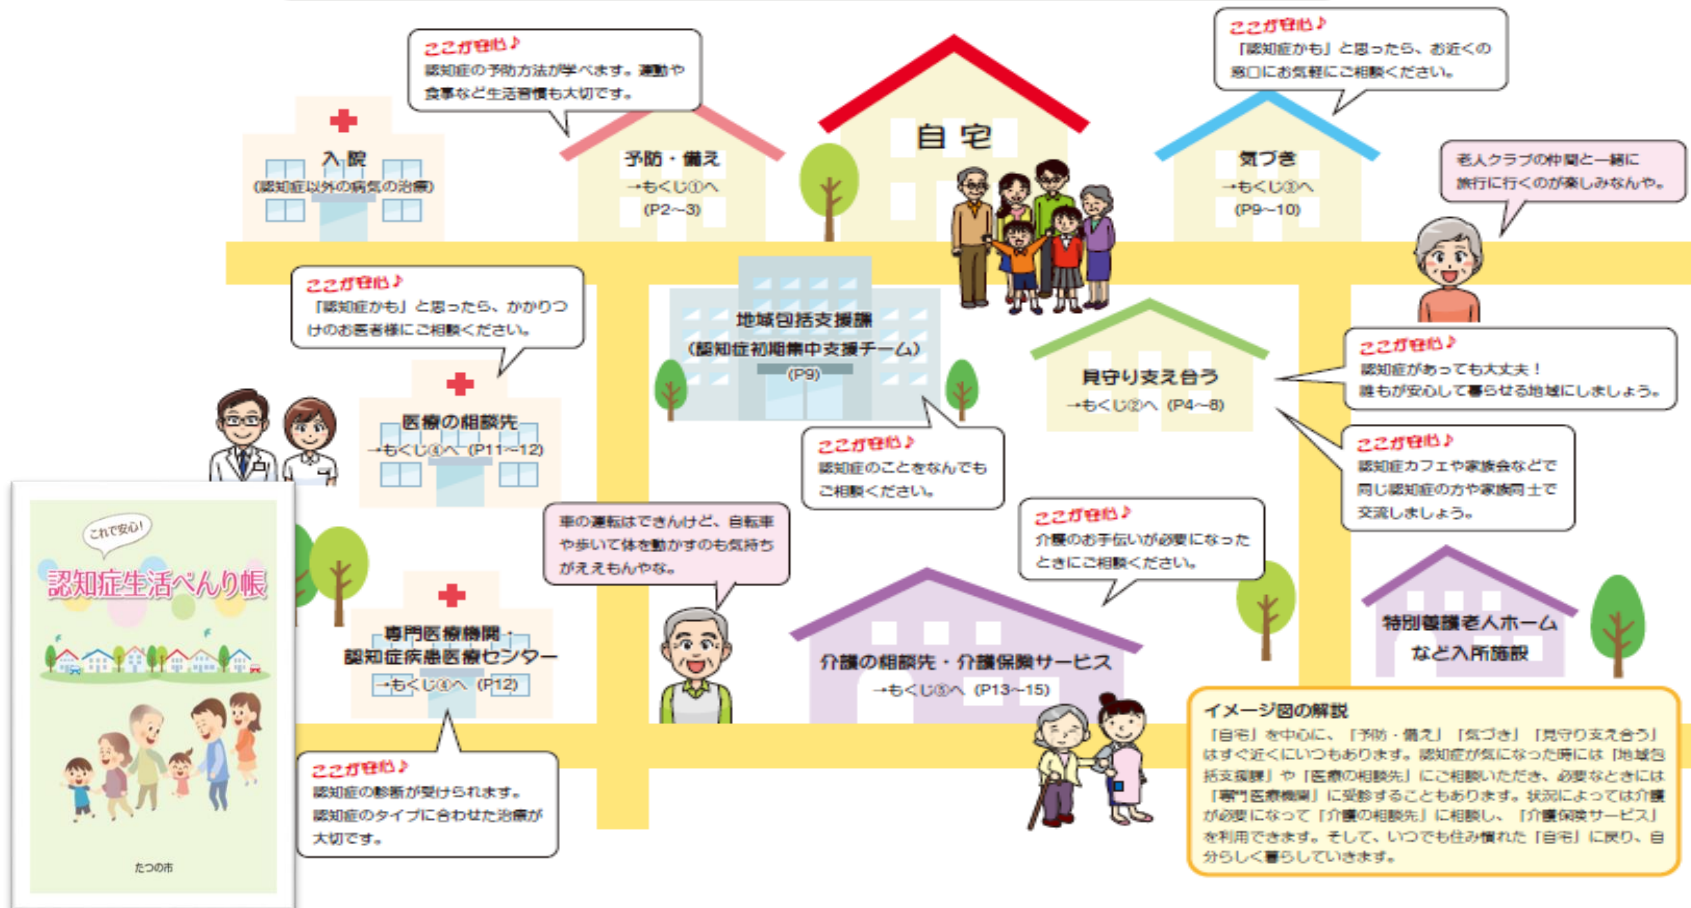 ここが安心♪
認知症の予防方法が学べます。運動や
食事など生活習慣も大切です。
ここが安心♪
「認知症かも」と思ったら、お近くの
窓口にお気軽にご相談ください。
入院
(認知症以外の病気の治療)
予防・備え
→もくじ①へ
(P2～3)
自宅
気づき
→もくじ③へ
(P9～10)
老人クラブの仲間と一緒に
旅行に行くのが楽しみなんや。
ここが安心♪
「認知症かも」と思ったら、かかりつ
けのお医者様にご相談ください。
地域包括支援課
(認知症初期集中支援チーム)
(P9)
見守り支え合う
→もくじ②へ (P4～8)
ここが安心♪
認知症があっても大丈夫！
誰もが安心して暮らせる地域にしましょう。
医療の相談先
→もくじ④へ (P11～12)
ここが安心♪
認知症のことをなんでも
ご相談ください。
ここが安心♪
認知症カフェや家族会などで
同じ認知症の方や家族同士で
交流しましょう。
車の運転はできんけど、自転車
や歩いて体を動かすのも気持ち
がええもんやな。
ここが安心♪
介護のお手伝いが必要になった
ときにご相談ください。
専門医療機関・
認知症疾患医療センター
→もくじ④へ (P12)
介護の相談先・介護保険サービス
→もくじ⑤へ (P13～15)
特別養護老人ホーム
など入所施設
ここが安心♪
認知症の診断が受けられます。
認知症のタイプに合わせた治療が
大切です。
イメージ図の解説
「自宅」を中心に、「予防・備え」「気づき」「見守り支え合う」
はすぐ近くにいつもあります。認知症が気になった時には「地域包
括支援課」や「医療の相談先」にご相談いただき、必要なときには
「専門医療機関」に受診することもあります。状況によっては介護
が必要になって「介護の相談先」に相談し、「介護保険サービス」
を利用できます。そして、いつでも住み慣れた「自宅」に戻り、自
分らしく暮らしていきます。
これで安心！
認知症生活べんり帳
たつの市